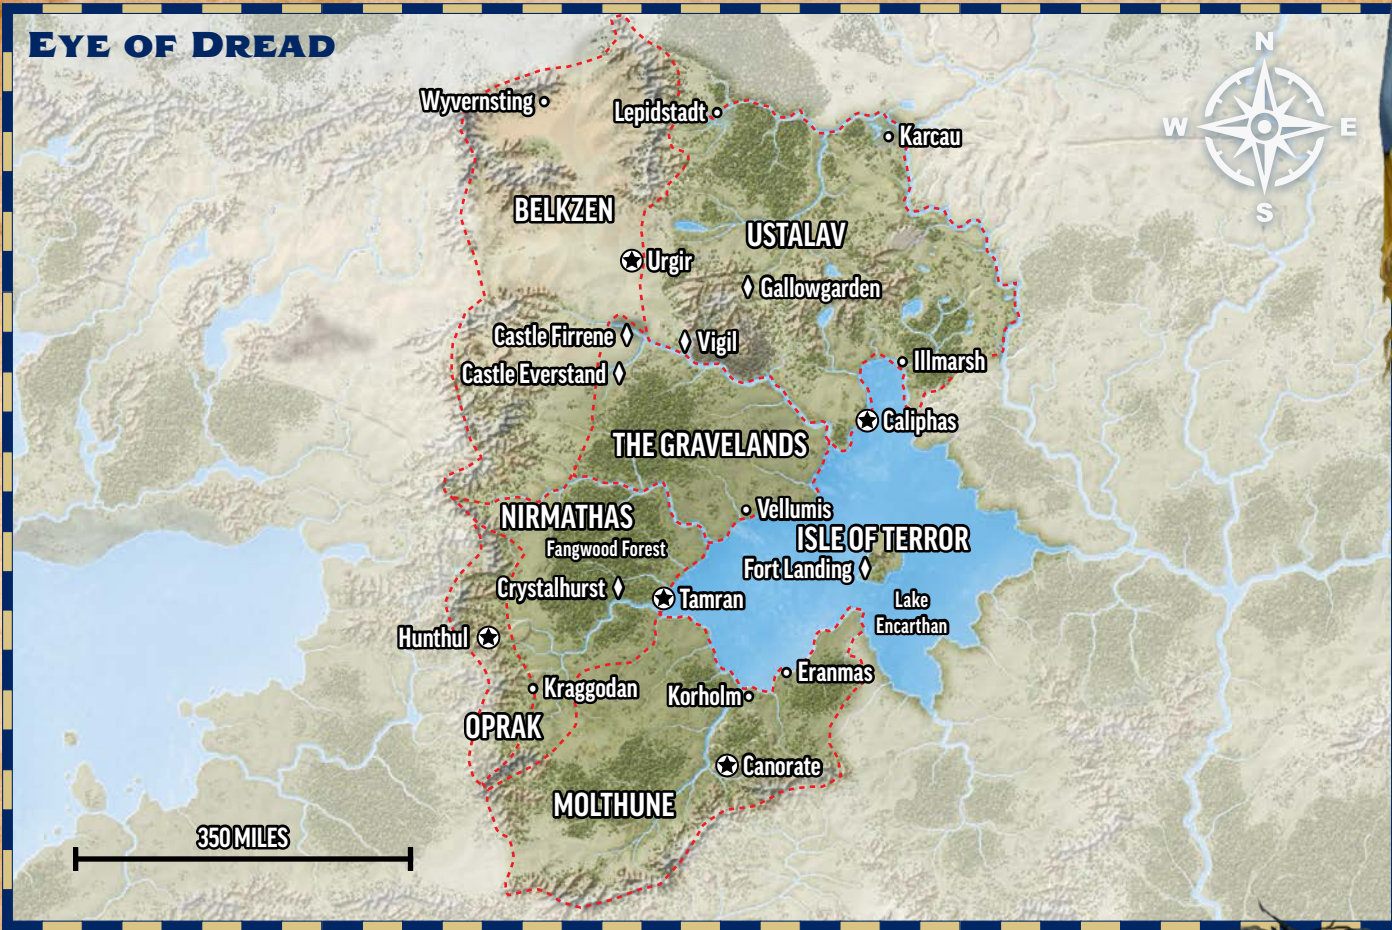 EYE OF DREAD
N
W
E
S
Wyvernsting
Lepidstadt
Karcau
BELKZEN
USTALAV
Urgir
Gallowgarden
Castle Firrene
Vigil
Castle Everstand
Illmarsh
Caliphas
THE GRAVELANDS
Vellumis
NIRMATHAS
ISLE OF TERROR
Fangwood Forest
Fort Landing
Crystalhurst
Tamran
Lake
Encarthan
Hunthul
Eranmas
Kraggodan
Korholm
OPRAK
Canorate
MOLTHUNE
350 MILES